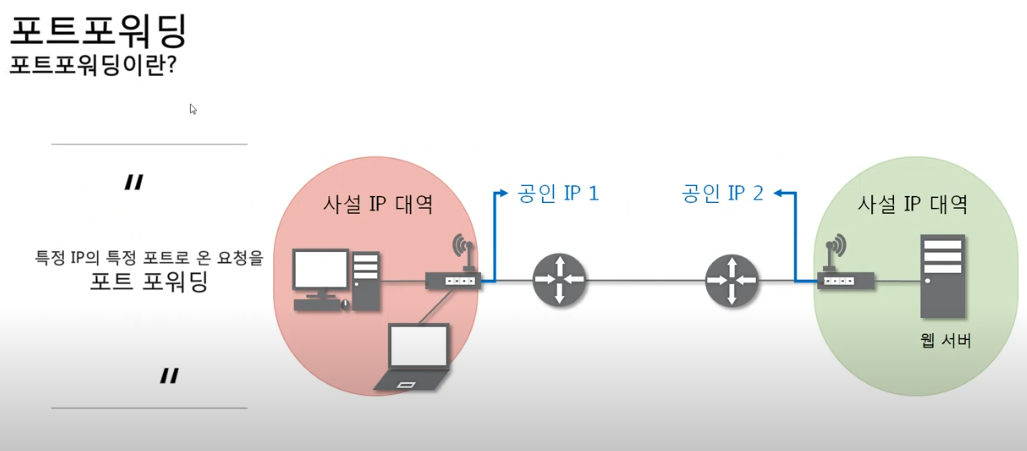 포트포워딩
포트포워딩이란?
"
특정 IP의 특정 포트로 온 요청을
포트 포워딩
"
사설 IP 대역
공인 IP 1
공인 IP 2
사설 IP 대역
웹 서버